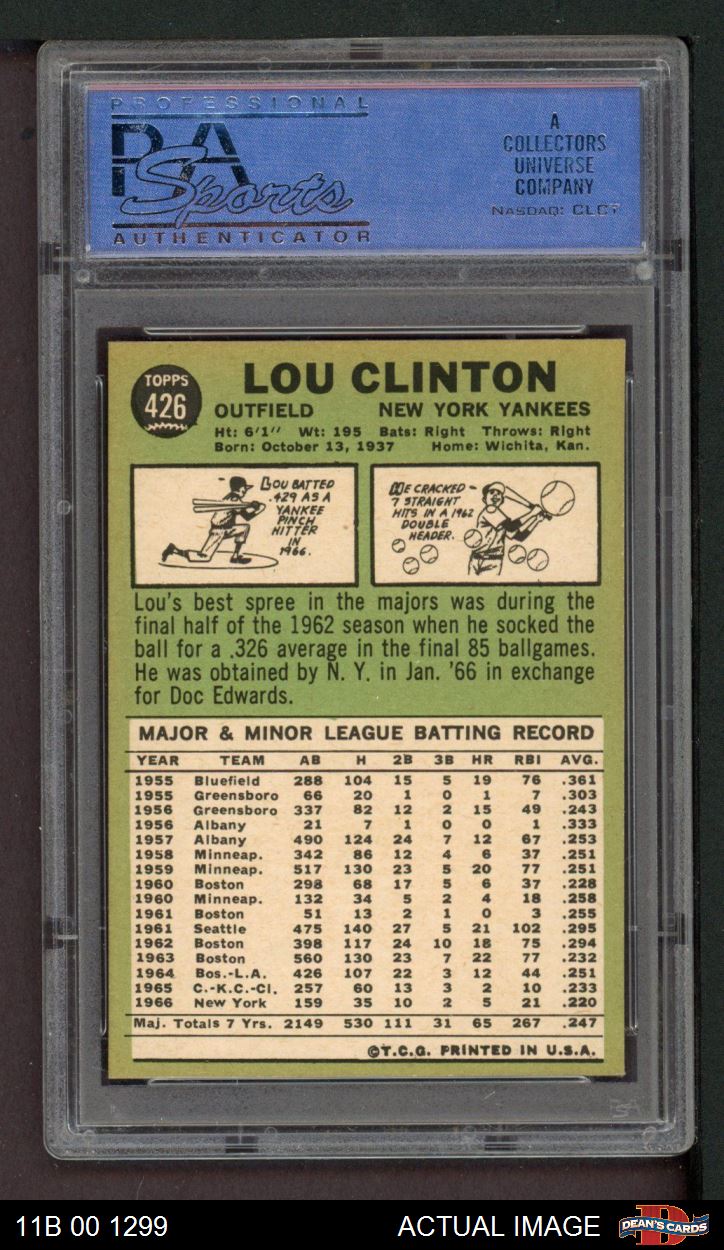 PROFESSIONAL
PSA
Sports
AUTHENTICATOR
A
COLLECTORS
UNIVERSE
COMPANY
NASDAQ: CLCT
TOPPS
426
LOU CLINTON
OUTFIELD NEW YORK YANKEES
Ht: 6'1'' Wt: 195 Bats: Right Throws: Right
Born: October 13, 1937 Home: Wichita, Kan.
LOU BATTED
.429 AS A
YANKEE
PINCH
HITTER
IN
1966.
HE CRACKED
7 STRAIGHT
HITS IN A 1962
DOUBLE
HEADER.
Lou's best spree in the majors was during the
final half of the 1962 season when he socked the
ball for a .326 average in the final 85 ballgames.
He was obtained by N. Y. in Jan. '66 in exchange
for Doc Edwards.
MAJOR & MINOR LEAGUE BATTING RECORD
YEAR TEAM AB H 2B 3B HR RBI AVG.
1955 Bluefield 288 104 15 5 19 76 .361
1955 Greensboro 66 20 1 0 1 7 .303
1956 Greensboro 337 82 12 2 15 49 .243
1956 Albany 21 7 1 0 0 1 .333
1957 Albany 490 124 24 7 12 67 .253
1958 Minneap. 342 86 12 4 6 37 .251
1959 Minneap. 517 130 23 5 20 77 .251
1960 Boston 298 68 17 5 6 37 .228
1960 Minneap. 132 34 5 2 4 18 .258
1961 Boston 51 13 2 1 0 3 .255
1961 Seattle 475 140 27 5 21 102 .295
1962 Boston 398 117 24 10 18 75 .294
1963 Boston 560 130 23 7 22 77 .232
1964 Bos.-L.A. 426 107 22 3 12 44 .251
1965 C.-K.C.-Cl. 257 60 13 3 2 10 .233
1966 New York 159 35 10 2 5 21 .220
Maj. Totals 7 Yrs. 2149 530 111 31 65 267 .247
©T.C.G. PRINTED IN U.S.A.
PSA
11B 00 1299 ACTUAL IMAGE DEAN'S CARDS